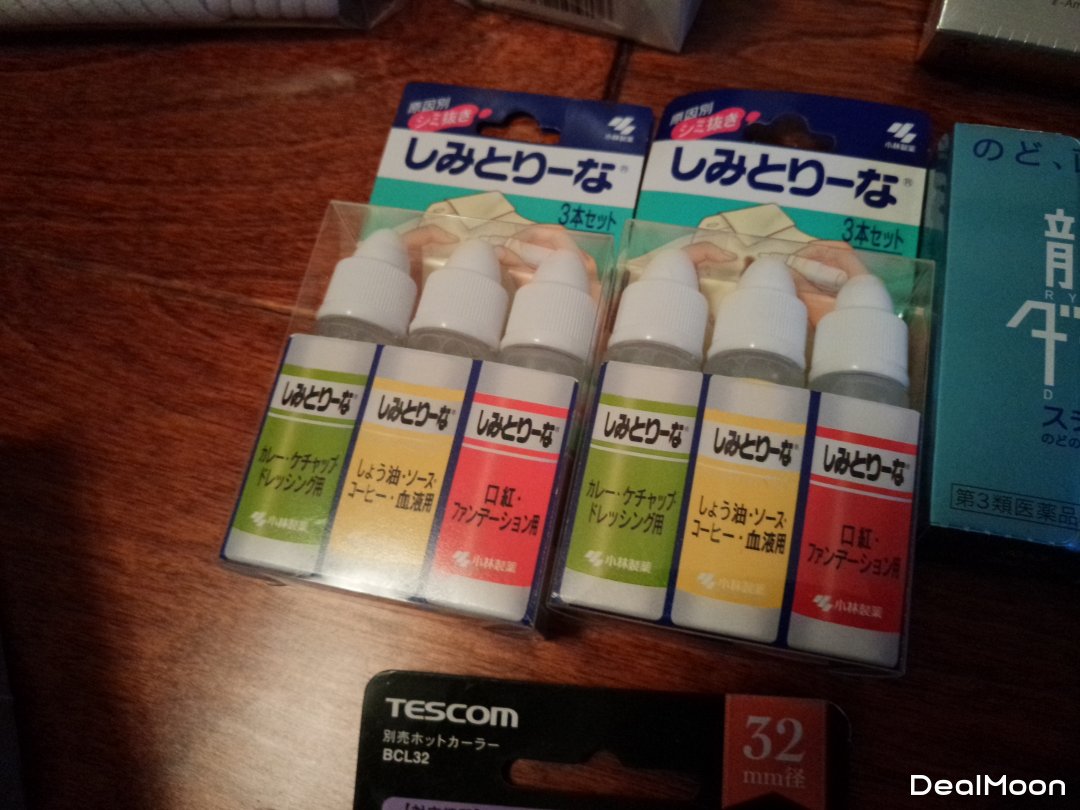 原因別
シミ抜き
小林製薬
しみとりーな®
3本セット
しみとりーな®
カレー・ケチャップ・
ドレッシング用
小林製薬
しみとりーな®
しょう油・ソース・
コーヒー・血液用
しみとりーな®
口紅・
ファンデーション用
小林製薬
原因別
シミ抜き
小林製薬
しみとりーな®
3本セット
しみとりーな®
カレー・ケチャップ・
ドレッシング用
小林製薬
しみとりーな®
しょう油・ソース・
コーヒー・血液用
小林製薬
しみとりーな®
口紅・
ファンデーション用
小林製薬
のど、
龍
RY
ダ
D
スラ
のどの
第3類医薬品
TESCOM
別売ホットカーラー
BCL32
32
mm径
DealMoon